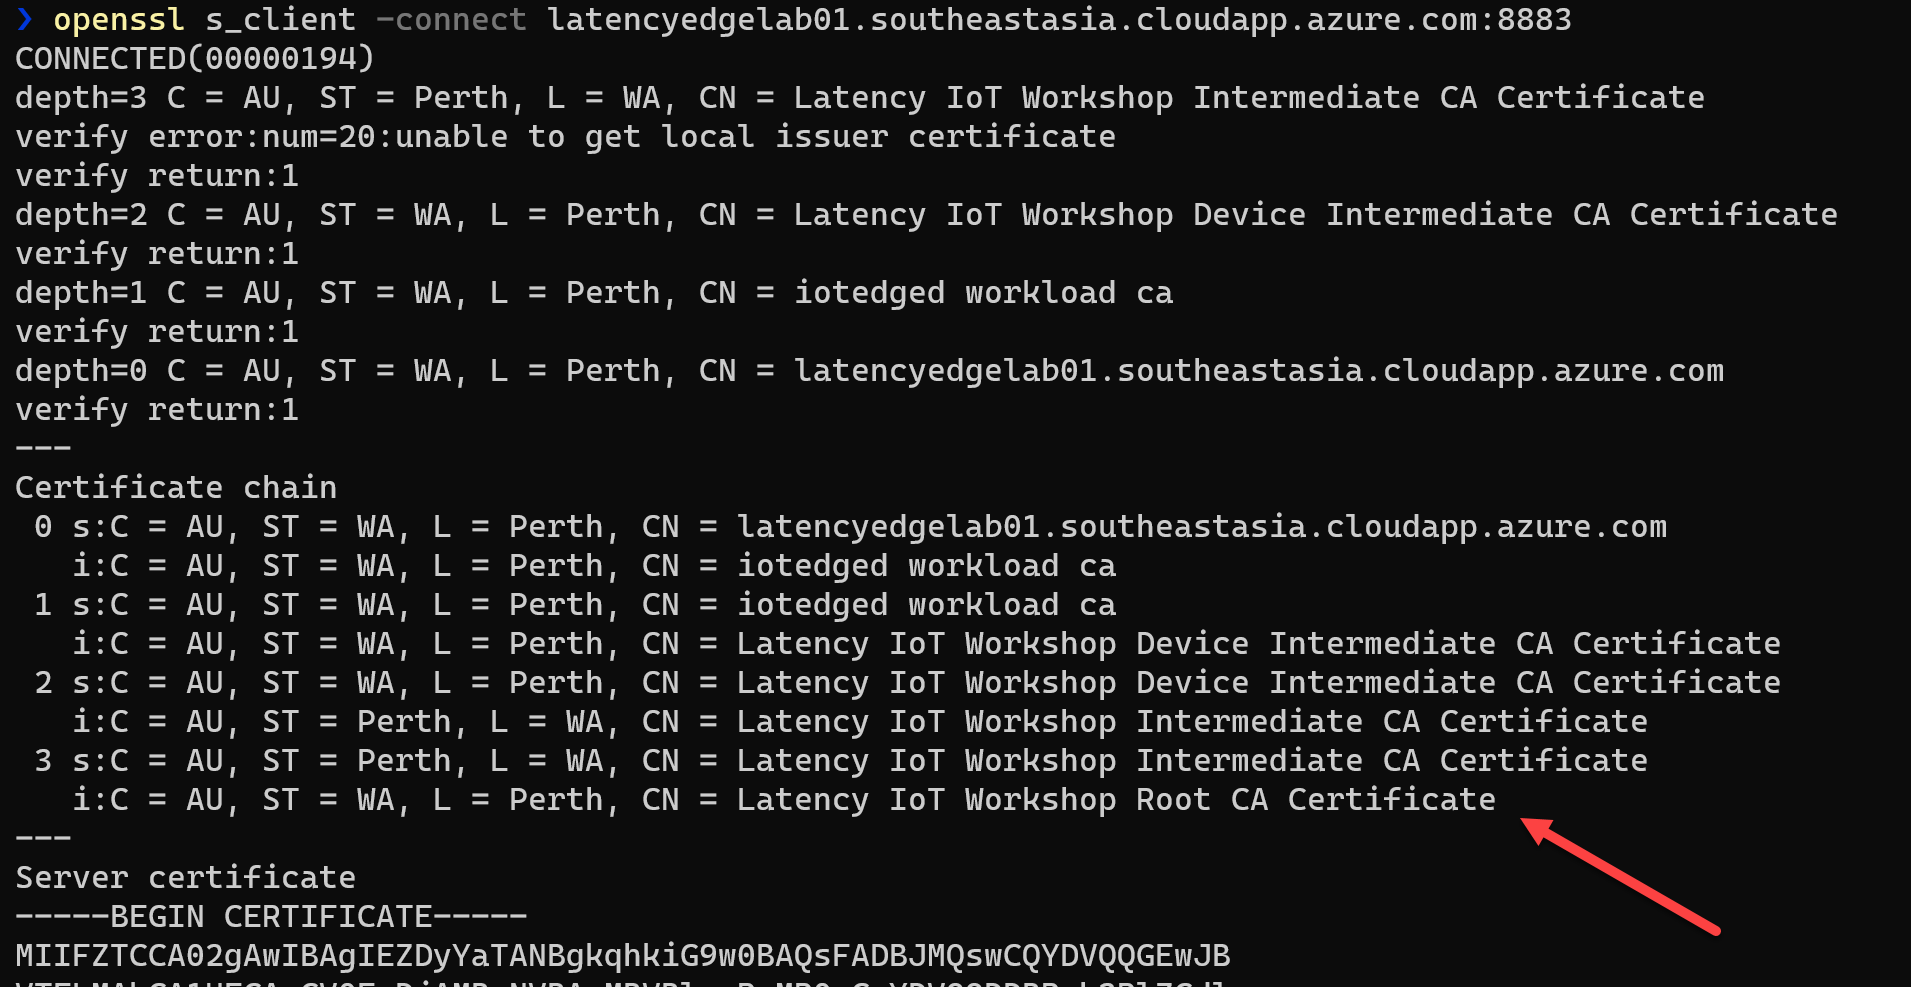 ❯ openssl s_client -connect latencyedgelab01.southeastasia.cloudapp.azure.com:8883
CONNECTED(00000194)
depth=3 C = AU, ST = Perth, L = WA, CN = Latency IoT Workshop Intermediate CA Certificate
verify error:num=20:unable to get local issuer certificate
verify return:1
depth=2 C = AU, ST = WA, L = Perth, CN = Latency IoT Workshop Device Intermediate CA Certificate
verify return:1
depth=1 C = AU, ST = WA, L = Perth, CN = iotedged workload ca
verify return:1
depth=0 C = AU, ST = WA, L = Perth, CN = latencyedgelab01.southeastasia.cloudapp.azure.com
verify return:1
---
Certificate chain
 0 s:C = AU, ST = WA, L = Perth, CN = latencyedgelab01.southeastasia.cloudapp.azure.com
   i:C = AU, ST = WA, L = Perth, CN = iotedged workload ca
 1 s:C = AU, ST = WA, L = Perth, CN = iotedged workload ca
   i:C = AU, ST = WA, L = Perth, CN = Latency IoT Workshop Device Intermediate CA Certificate
 2 s:C = AU, ST = WA, L = Perth, CN = Latency IoT Workshop Device Intermediate CA Certificate
   i:C = AU, ST = Perth, L = WA, CN = Latency IoT Workshop Intermediate CA Certificate
 3 s:C = AU, ST = Perth, L = WA, CN = Latency IoT Workshop Intermediate CA Certificate
   i:C = AU, ST = WA, L = Perth, CN = Latency IoT Workshop Root CA Certificate
---
Server certificate
-----BEGIN CERTIFICATE-----
MIIFZTCCA02gAwIBAgIEZDyYaTANBgkqhkiG9w0BAQsFADBJMQswCQYDVQQGEwJB